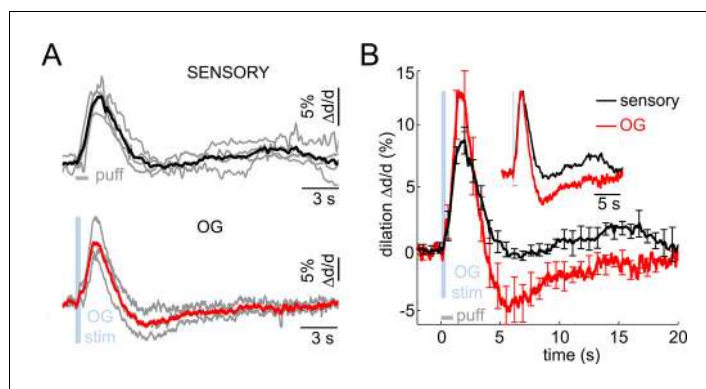 A
SENSORY
5%
Δd/d
puff
3 s
OG
5%
Δd/d
OG
stim
3 s
B
15
10
5
0
-5
dilation Δd/d (%)
sensory
OG
5 s
OG
stim
puff
0
5
10
15
20
time (s)